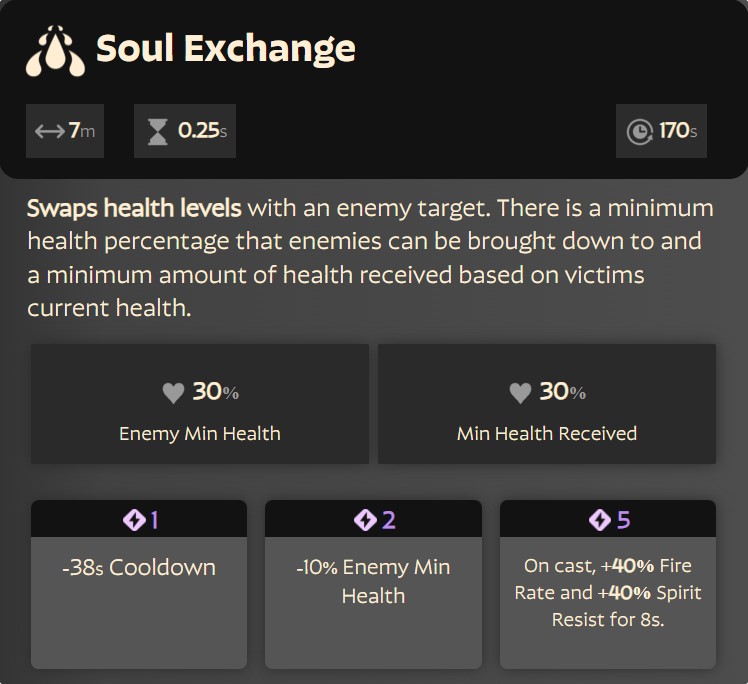 Soul Exchange
7m 0.25s 170s
Swaps health levels with an enemy target. There is a minimum
health percentage that enemies can be brought down to and
a minimum amount of health received based on victims
current health.
30% 30%
Enemy Min Health Min Health Received
1 2 5
-38s Cooldown
-10% Enemy Min
Health
On cast, +40% Fire
Rate and +40% Spirit
Resist for 8s.